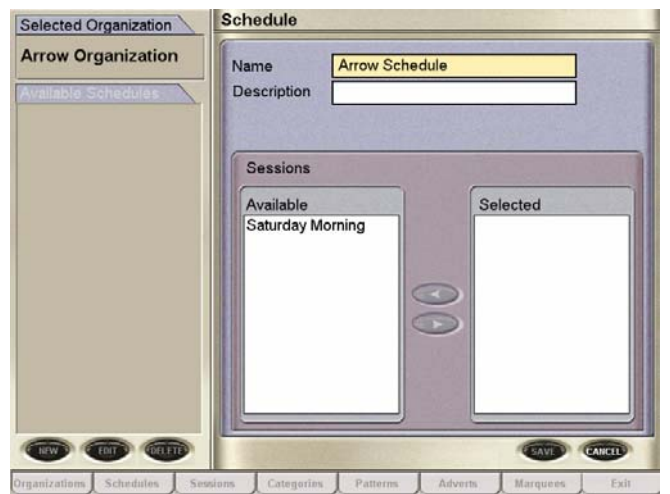 Selected Organization
Arrow Organization
Available Schedules
NEW EDIT DELETE
Schedule
Name Arrow Schedule
Description
Sessions
Available Selected
Saturday Morning
SAVE CANCEL
Organizations Schedules Sessions Categories Patterns Adverts Marquees Exit